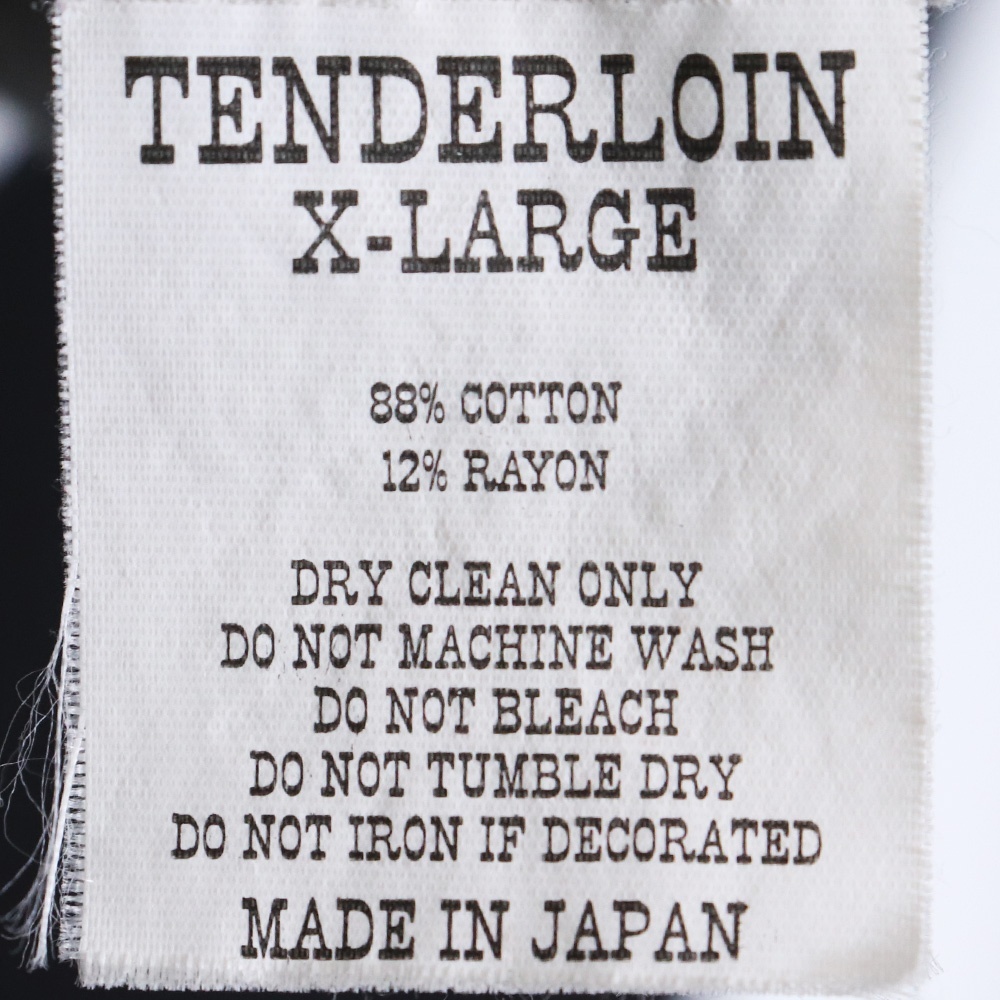 TENDERLOIN
X-LARGE
88% COTTON
12% RAYON
DRY CLEAN ONLY
DO NOT MACHINE WASH
DO NOT BLEACH
DO NOT TUMBLE DRY
DO NOT IRON IF DECORATED
MADE IN JAPAN